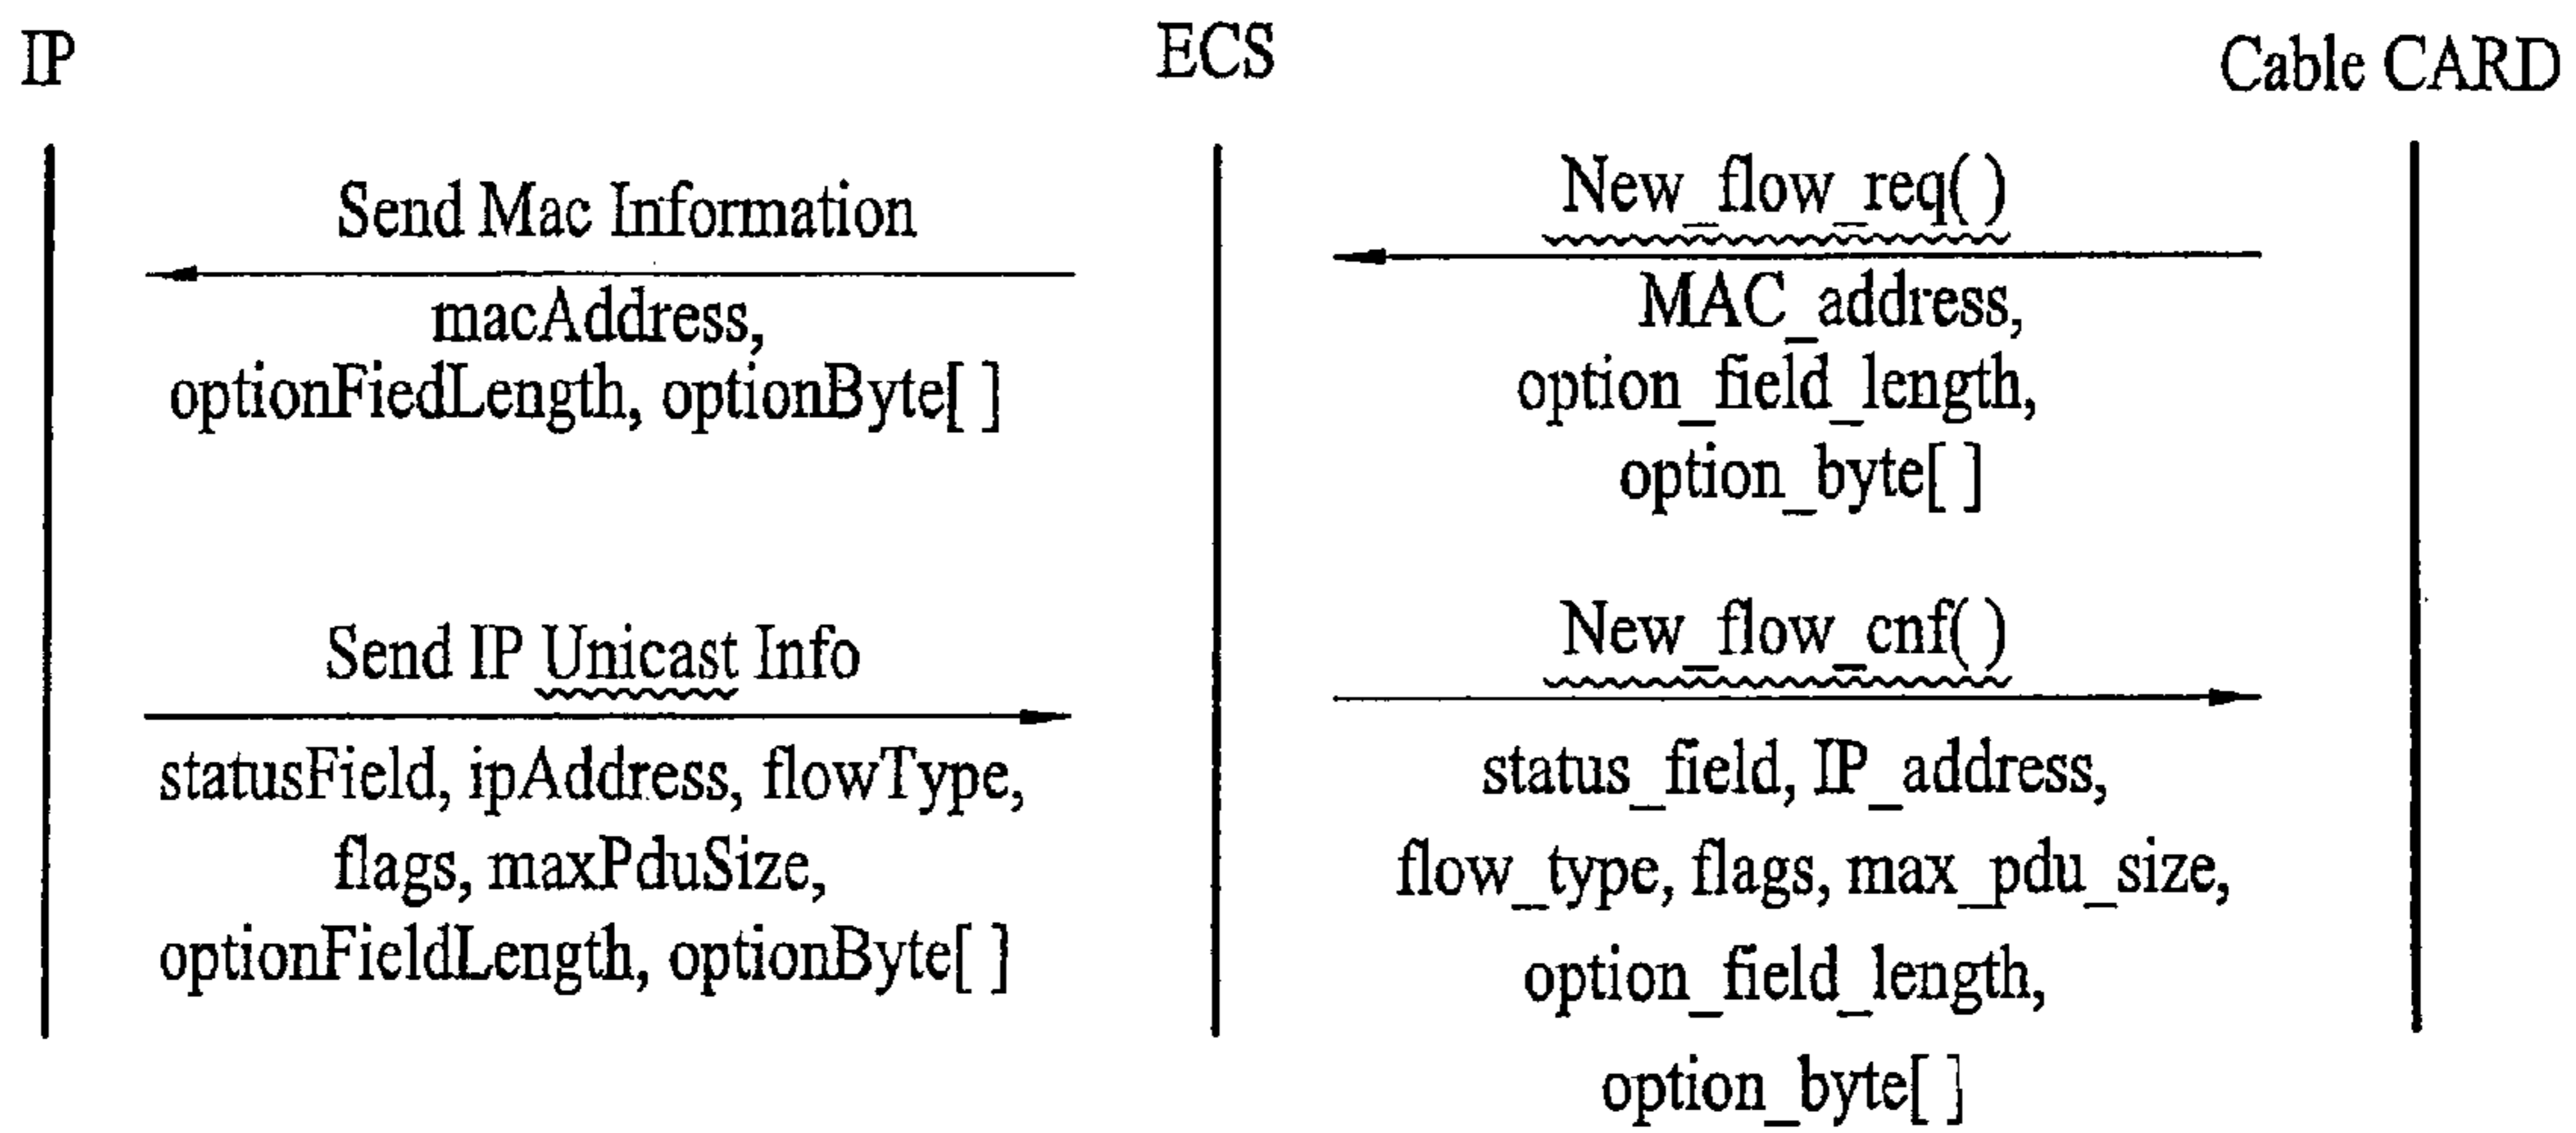 IP
ECS
Cable CARD
Send Mac Information
macAddress,
optionFiedLength, optionByte[ ]
New_flow_req( )
MAC_address,
option_field_length,
option_byte[ ]
Send IP Unicast Info
statusField, ipAddress, flowType,
flags, maxPduSize,
optionFieldLength, optionByte[ ]
New_flow_cnf( )
status_field, IP_address,
flow_type, flags, max_pdu_size,
option_field_length,
option_byte[ ]